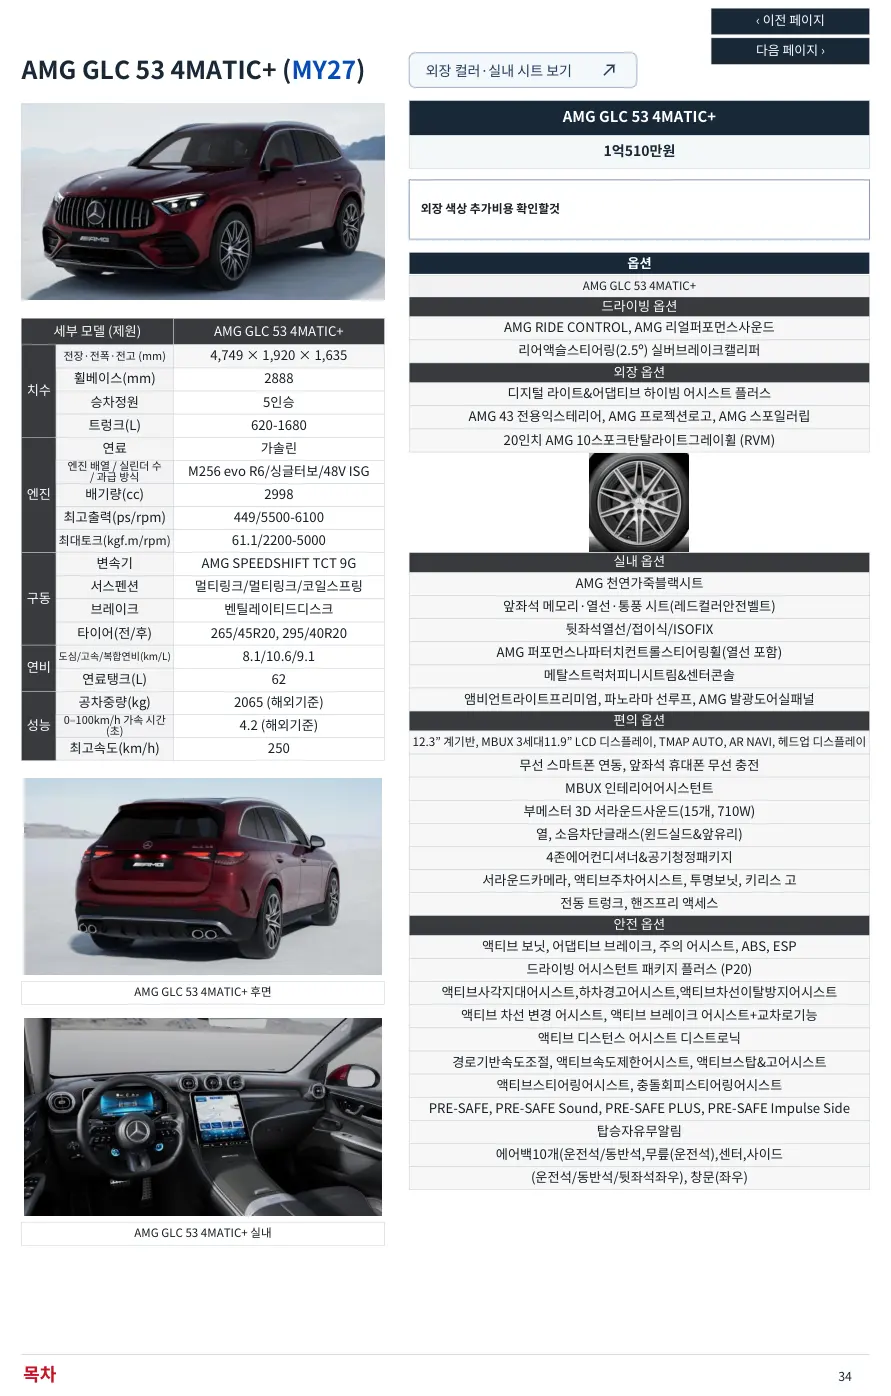 ‹ 이전 페이지
다음 페이지 ›
AMG GLC 53 4MATIC+ (MY27)
외장 컬러·실내 시트 보기
AMG GLC 53 4MATIC+
1억510만원
외장 색상 추가비용 확인할것
세부 모델 (제원) AMG GLC 53 4MATIC+
치수
전장·전폭·전고 (mm) 4,749 × 1,920 × 1,635
휠베이스(mm) 2888
승차정원 5인승
트렁크(L) 620-1680
엔진
연료 가솔린
엔진 배열 / 실린더 수
/ 과급 방식 M256 evo R6/싱글터보/48V ISG
배기량(cc) 2998
최고출력(ps/rpm) 449/5500-6100
최대토크(kgf.m/rpm) 61.1/2200-5000
구동
변속기 AMG SPEEDSHIFT TCT 9G
서스펜션 멀티링크/멀티링크/코일스프링
브레이크 벤틸레이티드디스크
타이어(전/후) 265/45R20, 295/40R20
연비
도심/고속/복합연비(km/L) 8.1/10.6/9.1
연료탱크(L) 62
성능
공차중량(kg) 2065 (해외기준)
0–100km/h 가속 시간
(초) 4.2 (해외기준)
최고속도(km/h) 250
AMG GLC 53 4MATIC+ 후면
AMG GLC 53 4MATIC+ 실내
옵션
AMG GLC 53 4MATIC+
드라이빙 옵션
AMG RIDE CONTROL, AMG 리얼퍼포먼스사운드
리어액슬스티어링(2.5º) 실버브레이크캘리퍼
외장 옵션
디지털 라이트&어댑티브 하이빔 어시스트 플러스
AMG 43 전용익스테리어, AMG 프로젝션로고, AMG 스포일러립
20인치 AMG 10스포크탄탈라이트그레이휠 (RVM)
실내 옵션
AMG 천연가죽블랙시트
앞좌석 메모리·열선·통풍 시트(레드컬러안전벨트)
뒷좌석열선/접이식/ISOFIX
AMG 퍼포먼스나파터치컨트롤스티어링휠(열선 포함)
메탈스트럭처피니시트림&센터콘솔
앰비언트라이트프리미엄, 파노라마 선루프, AMG 발광도어실패널
편의 옵션
12.3” 계기반, MBUX 3세대11.9” LCD 디스플레이, TMAP AUTO, AR NAVI, 헤드업 디스플레이
무선 스마트폰 연동, 앞좌석 휴대폰 무선 충전
MBUX 인테리어어시스턴트
부메스터 3D 서라운드사운드(15개, 710W)
열, 소음차단글래스(윈드실드&앞유리)
4존에어컨디셔너&공기청정패키지
서라운드카메라, 액티브주차어시스트, 투명보닛, 키리스 고
전동 트렁크, 핸즈프리 액세스
안전 옵션
액티브 보닛, 어댑티브 브레이크, 주의 어시스트, ABS, ESP
드라이빙 어시스턴트 패키지 플러스 (P20)
액티브사각지대어시스트,하차경고어시스트,액티브차선이탈방지어시스트
액티브 차선 변경 어시스트, 액티브 브레이크 어시스트+교차로기능
액티브 디스턴스 어시스트 디스트로닉
경로기반속도조절, 액티브속도제한어시스트, 액티브스탑&고어시스트
액티브스티어링어시스트, 충돌회피스티어링어시스트
PRE-SAFE, PRE-SAFE Sound, PRE-SAFE PLUS, PRE-SAFE Impulse Side
탑승자유무알림
에어백10개(운전석/동반석,무릎(운전석),센터,사이드
(운전석/동반석/뒷좌석좌우), 창문(좌우)
목차
34